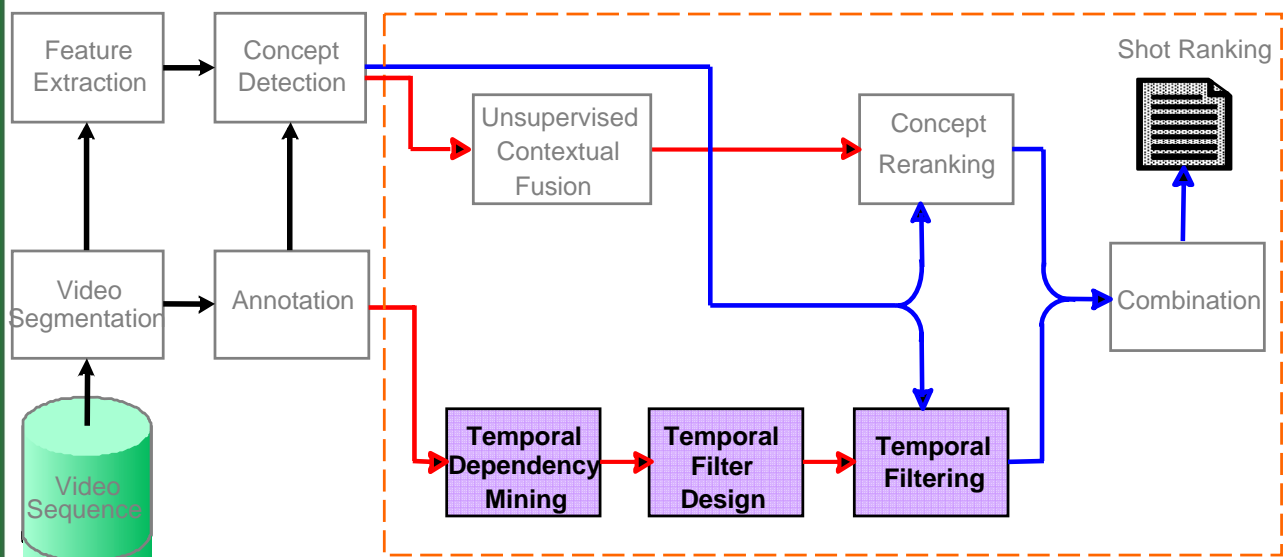 Feature
Extraction
Concept
Detection
Shot Ranking
Unsupervised
Contextual
Fusion
Concept
Reranking
Video
Segmentation
Annotation
Combination
Temporal
Dependency
Mining
Temporal
Filter
Design
Temporal
Filtering
Video
Sequence